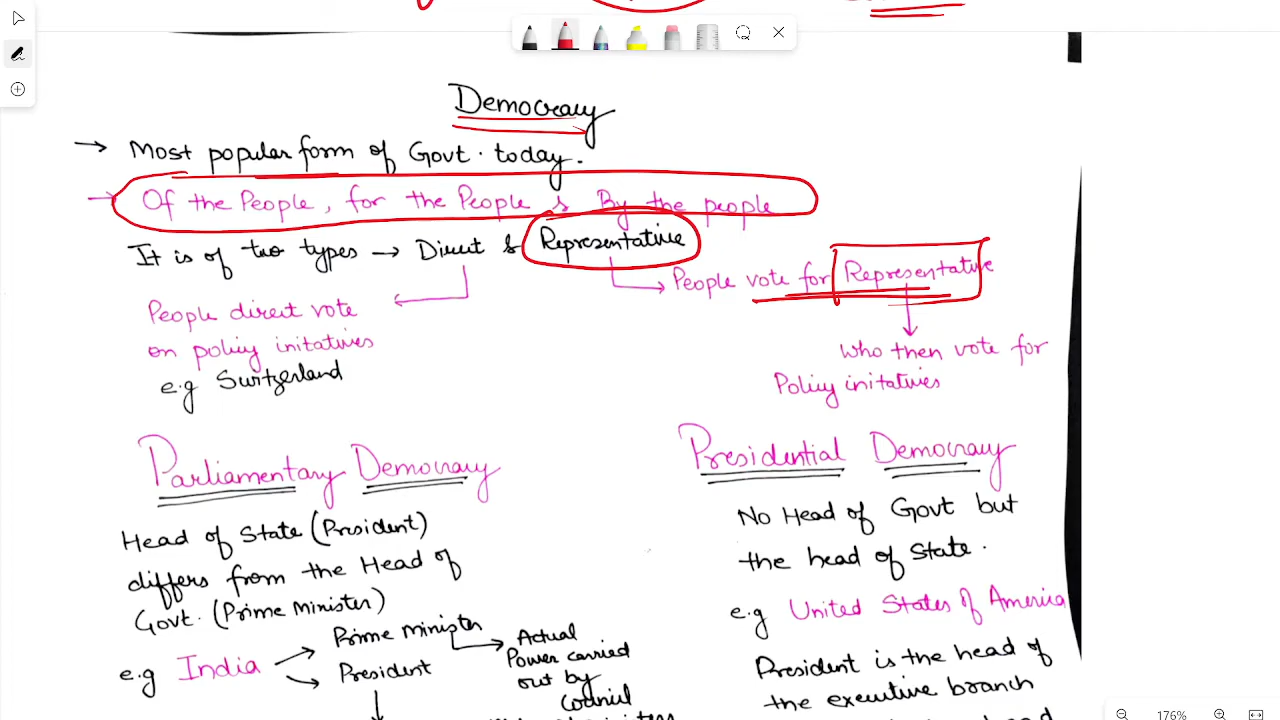 Democracy
→ Most popular form of Govt. today.
→ Of the People, for the People & By the people
It is of two types → Direct & Representative
People vote for Representative
People direct vote
on policy initatives
e.g Switzerland
who then vote for
Policy initatives
Parliamentary Democracy
Head of State (President)
differs from the Head of
Govt. (Prime Minister)
e.g India
Prime minister
President
Actual
Power carried
out by
Presidential Democracy
No Head of Govt but
the head of State.
e.g United States of America
President is the head of
the executive branch
176%